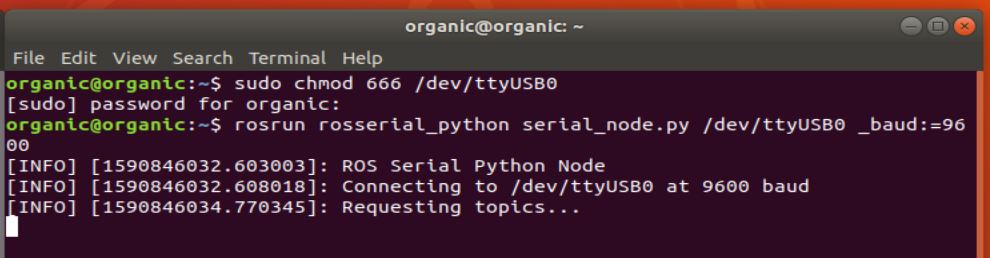 organic@organic: ~
File Edit View Search Terminal Help
organic@organic:~$ sudo chmod 666 /dev/ttyUSB0
[sudo] password for organic:
organic@organic:~$ rosrun rosserial_python serial_node.py /dev/ttyUSB0 _baud:=96
00
[INFO] [1590846032.603003]: ROS Serial Python Node
[INFO] [1590846032.608018]: Connecting to /dev/ttyUSB0 at 9600 baud
[INFO] [1590846034.770345]: Requesting topics...